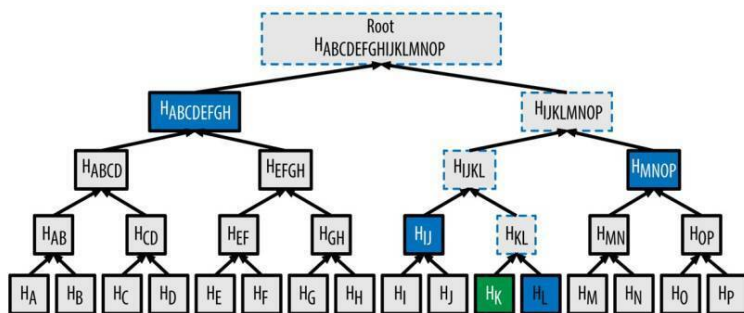 Root
HABCDEFGHIJKLMNOP
HABCDEFGH
HIJKLMNOP
HABCD
HEFGH
HIJKL
HMNOP
HAB
HCD
HEF
HGH
HIJ
HKL
HMN
HOP
HA
HB
HC
HD
HE
HF
HG
HH
HI
HJ
HK
HL
HM
HN
HO
HP